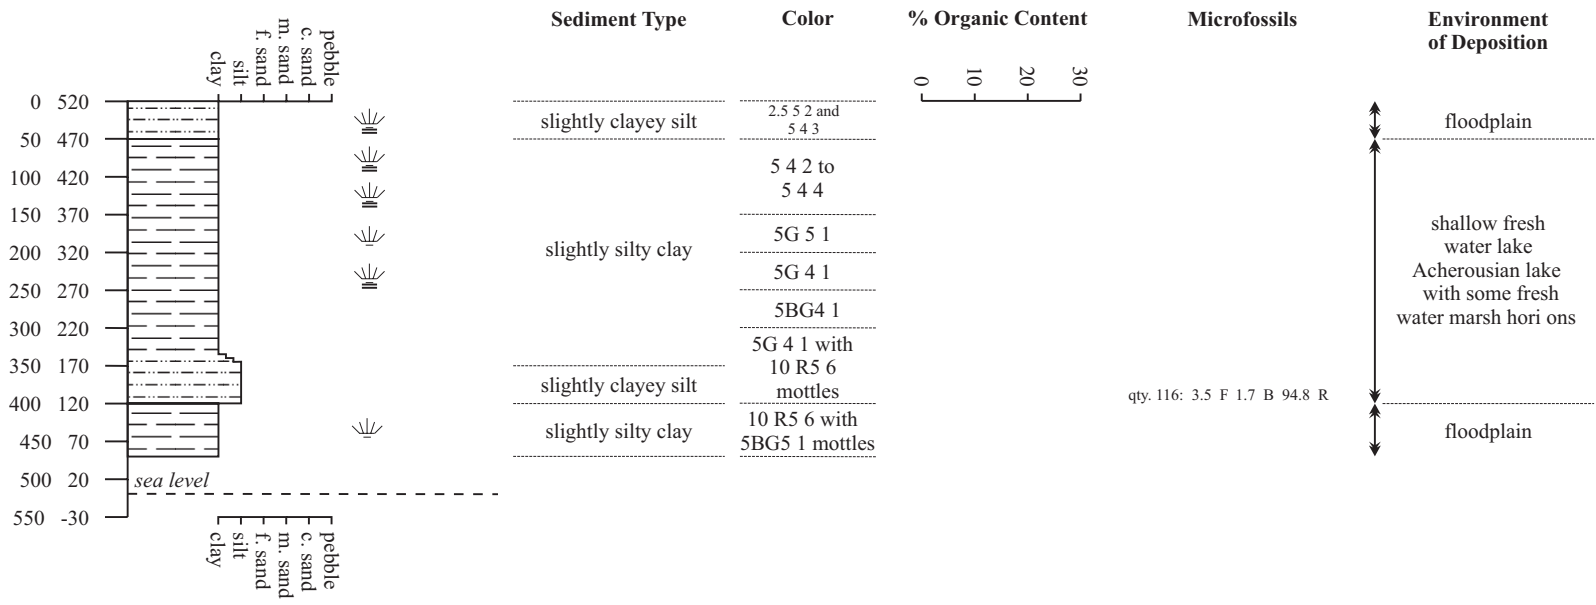 Sediment Type
Color
% Organic Content
Microfossils
Environment
of Deposition
clay
silt
f. sand
m. sand
c. sand
pebble
0
10
20
30
0 520
50 470
100 420
150 370
200 320
250 270
300 220
350 170
400 120
450 70
500 20
550 -30
sea level
slightly clayey silt
slightly silty clay
slightly clayey silt
slightly silty clay
2.5 5 2 and
5 4 3
5 4 2 to
5 4 4
5G 5 1
5G 4 1
5BG4 1
5G 4 1 with
10 R5 6
mottles
10 R5 6 with
5BG5 1 mottles
qty. 116: 3.5 F 1.7 B 94.8 R
floodplain
shallow fresh
water lake
Acherousian lake
with some fresh
water marsh hori ons
floodplain
clay
silt
f. sand
m. sand
c. sand
pebble